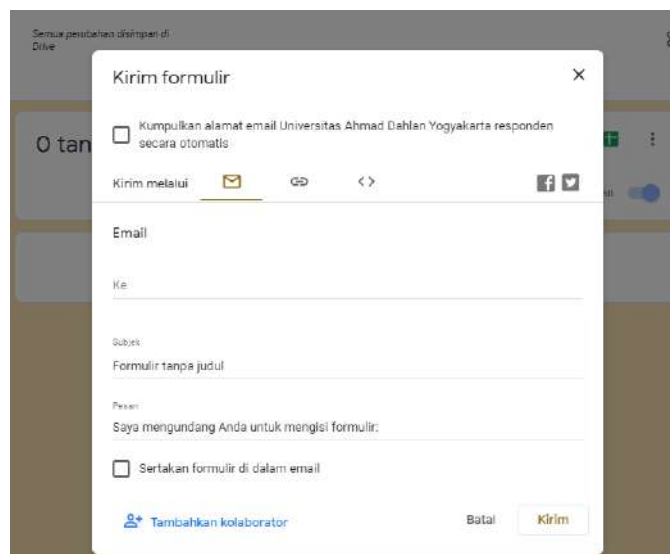 Semua perubahan disimpan di
Drive
Kirim formulir
0 tan
Kumpulkan alamat email Universitas Ahmad Dahlan Yogyakarta responden
secara otomatis
Kirim melalui
Email
Ke
Subjek
Formulir tanpa judul
Pesan
Saya mengundang Anda untuk mengisi formulir:
Sertakan formulir di dalam email
Tambahkan kolaborator
Batal
Kirim